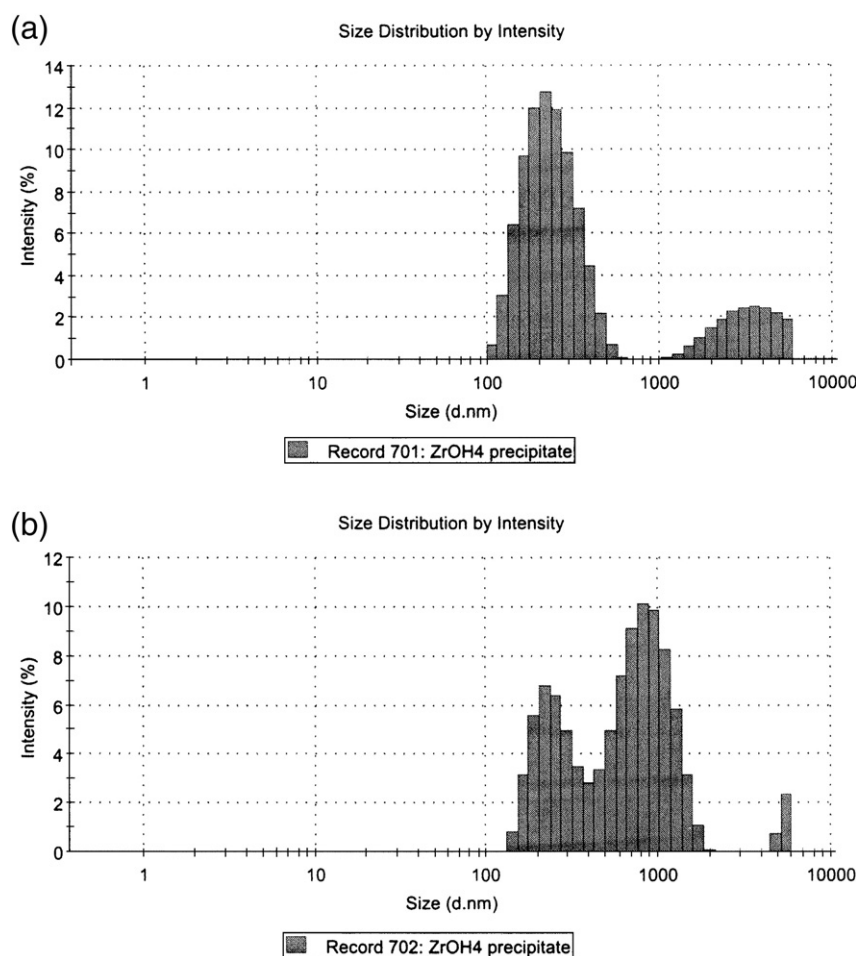 (a)
Size Distribution by Intensity
14
12
10
8
6
4
2
0
Intensity (%)
1 10 100 1000 10000
Size (d.nm)
Record 701: ZrOH4 precipitate
(b)
Size Distribution by Intensity
12
10
8
6
4
2
0
Intensity (%)
1 10 100 1000 10000
Size (d.nm)
Record 702: ZrOH4 precipitate